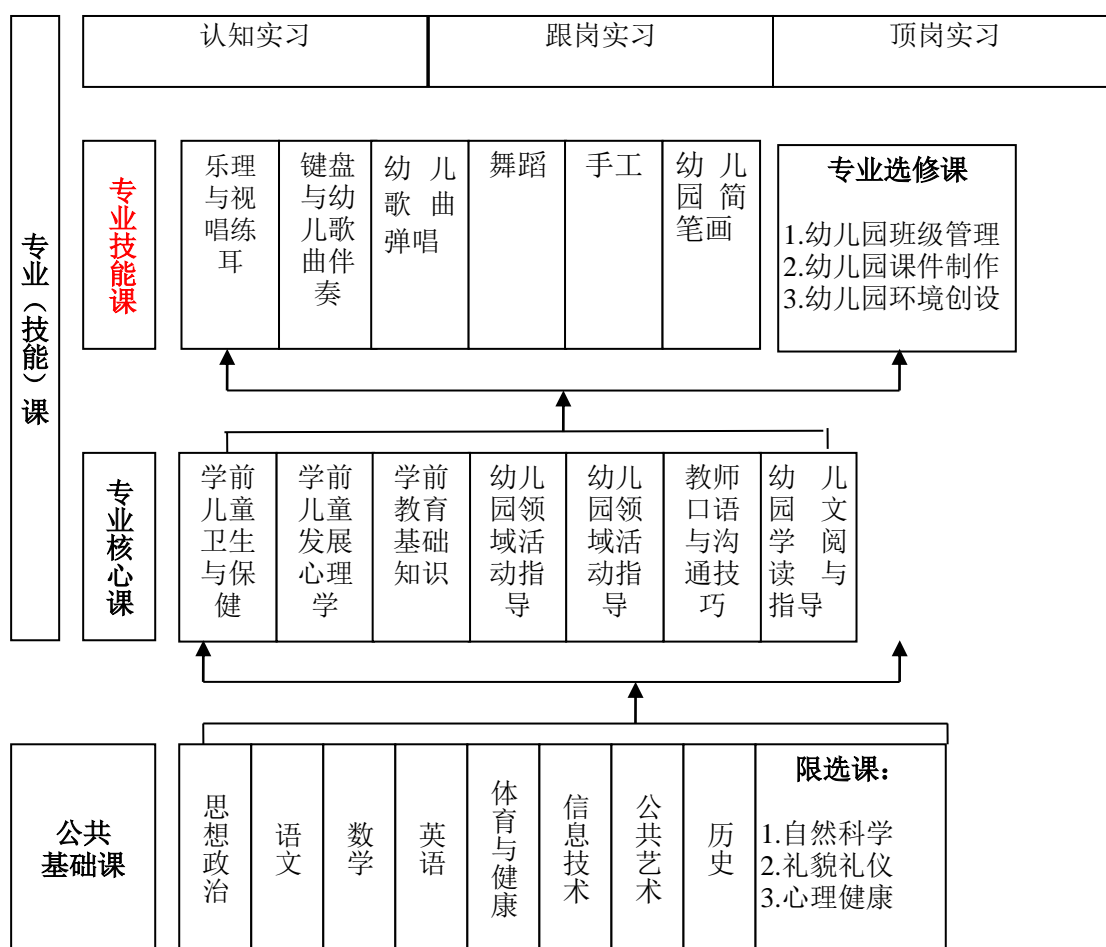 专业（技能）课
认知实习
跟岗实习
顶岗实习
专业技能课
乐理
与视
唱练
耳
键盘
与幼
儿歌
曲伴
奏
幼 儿
歌 曲
弹唱
舞蹈
手工
幼 儿
园 简
笔画
专业选修课
1.幼儿园班级管理
2.幼儿园课件制作
3.幼儿园环境创设
专业核心课
学前
儿童
卫生
与保
健
学前
儿童
发展
心理
学
学前
教育
基础
知识
幼儿
园领
域活
动指
导
幼儿
园领
域活
动指
导
教师
口语
与沟
通技
巧
幼 儿
园 文
学 阅
读 与
指导
公共
基础课
思想政治
语文
数学
英语
体育与健康
信息技术
公共艺术
历史
限选课：
1.自然科学
2.礼貌礼仪
3.心理健康